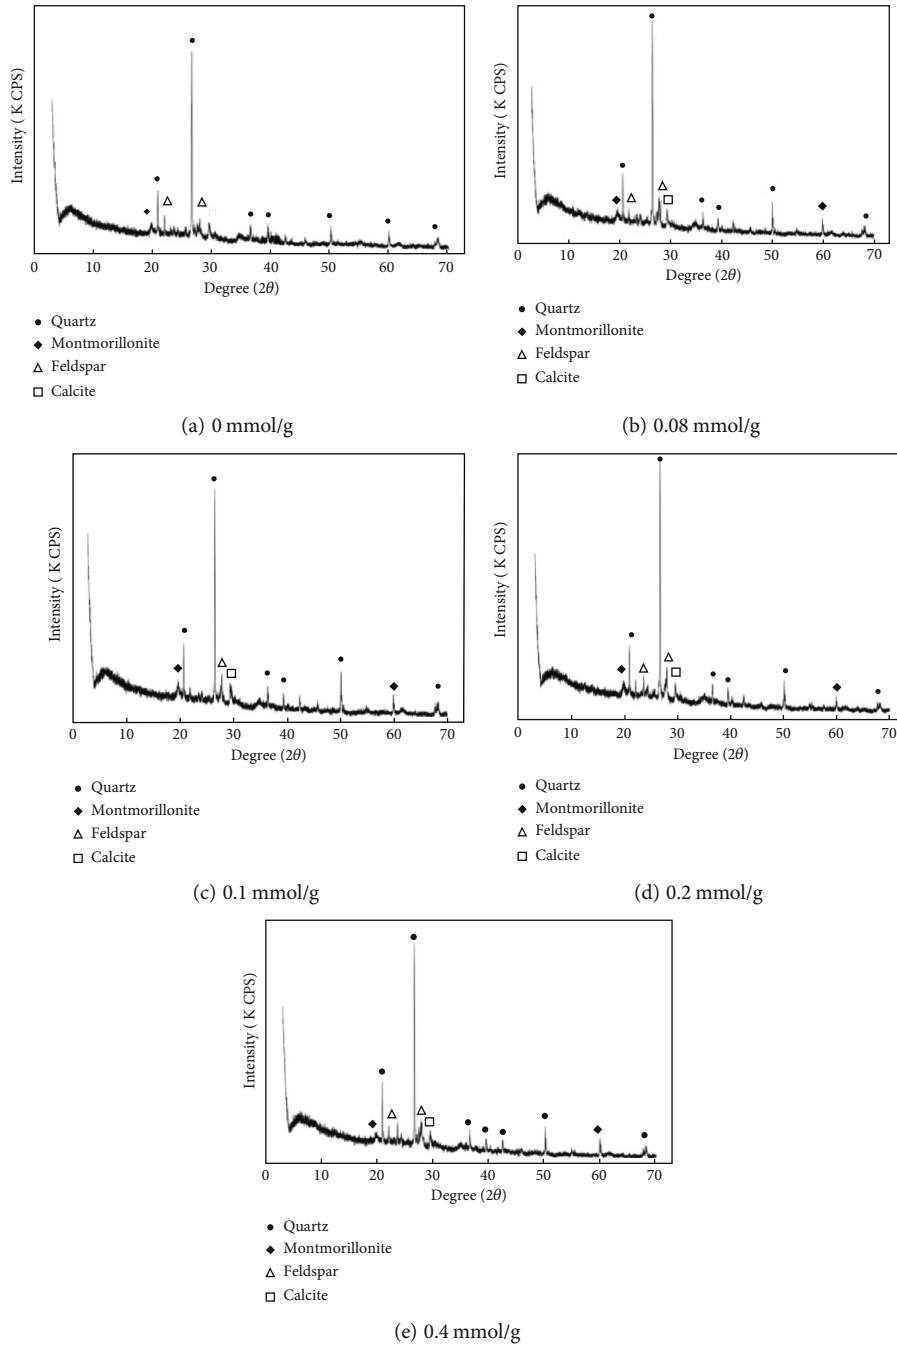 Intensity ( K CPS)
0 10 20 30 40 50 60 70
Degree (2θ)
Quartz
Montmorillonite
Feldspar
Calcite
(a) 0 mmol/g
Intensity ( K CPS)
0 10 20 30 40 50 60 70
Degree (2θ)
Quartz
Montmorillonite
Feldspar
Calcite
(b) 0.08 mmol/g
Intensity ( K CPS)
0 10 20 30 40 50 60 70
Degree (2θ)
Quartz
Montmorillonite
Feldspar
Calcite
(c) 0.1 mmol/g
Intensity ( K CPS)
0 10 20 30 40 50 60 70
Degree (2θ)
Quartz
Montmorillonite
Feldspar
Calcite
(d) 0.2 mmol/g
Intensity ( K CPS)
0 10 20 30 40 50 60 70
Degree (2θ)
Quartz
Montmorillonite
Feldspar
Calcite
(e) 0.4 mmol/g